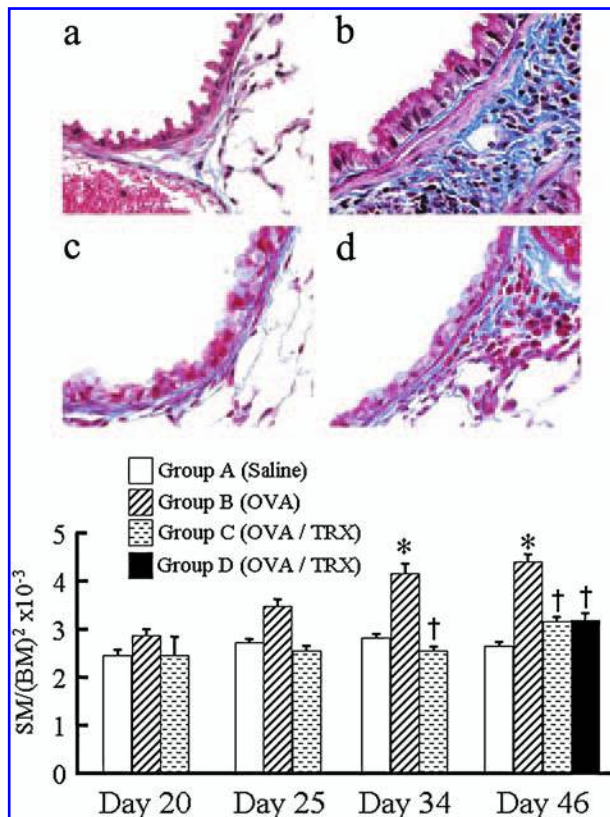 a
b
c
d
Group A (Saline)
Group B (OVA)
Group C (OVA / TRX)
Group D (OVA / TRX)
SM/(BM)² x10⁻³
5
4
3
2
1
0
*
†
*
†
†
Day 20
Day 25
Day 34
Day 46